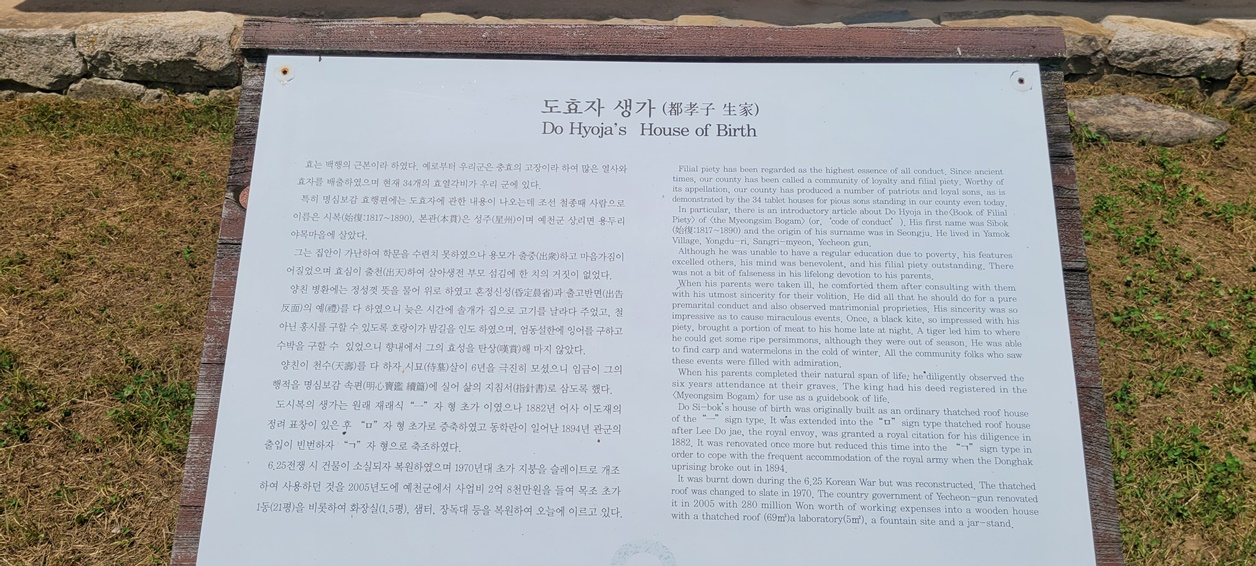 도효자 생가 (都孝子 生家)
Do Hyoja's House of Birth
효는 백행의 근본이라 하였다. 예로부터 우리군은 충효의 고장이라 하여 많은 열사와
효자를 배출하였으며 현재 34개의 효열각비가 우리 군에 있다.
특히 명심보감 효행편에는 도효자에 관한 내용이 나오는데 조선 철종때 사람으로
이름은 시복(始復:1817~1890), 본관(本貫)은 성주(星州)이며 예천군 상리면 용두리
야목마을에 살았다.
그는 집안이 가난하여 학문을 수련치 못하였으나 용모가 출중(出衆)하고 마음가짐이
어질었으며 효심이 출천(出天)하여 살아생전 부모 섬김에 한 치의 거짓이 없었다.
양친 병환에는 정성껏 뜻을 물어 위로 하였고 혼정신성(昏定晨省)과 출고반면(出告
反面)의 예(禮)를 다 하였으니 늦은 시간에 솔개가 집으로 고기를 날라다 주었고, 철
아닌 홍시를 구할 수 있도록 호랑이가 밤길을 인도 하였으며, 엄동설한에 잉어를 구하고
수박을 구할 수 있었으니 향내에서 그의 효성을 탄상(嘆賞)해 마지 않았다.
양친이 천수(天壽)를 다 하자 시묘(侍墓)살이 6년을 극진히 모셨으니 임금이 그의
행적을 명심보감 속편(明心寶鑑 續篇)에 실어 삶의 지침서(指針書)로 삼도록 했다.
도시복의 생가는 원래 재래식 "一" 자 형 초가 이였으나 1882년 어사 이도재의
정려 표창이 있은 후 "ㅁ" 자 형 초가로 증축하였고 동학란이 일어난 1894년 관군의
출입이 빈번하자 "ㄱ" 자 형으로 축조하였다.
6.25전쟁 시 건물이 소실되자 복원하였으며 1970년대 초가 지붕을 슬레이트로 개조
하여 사용하던 것을 2005년도에 예천군에서 사업비 2억 8천만원을 들여 목조 초가
1동(21평)을 비롯하여 화장실(1.5평), 샘터, 장독대 등을 복원하여 오늘에 이르고 있다.
Filial piety has been regarded as the highest essence of all conduct. Since ancient
times, our county has been called a community of loyalty and filial piety. Worthy of
its appellation, our county has produced a number of patriots and loyal sons, as is
demonstrated by the 34 tablet houses for pious sons standing in our county even today.
In particular, there is an introductory article about Do Hyoja in the〈Book of Filial
Piety〉of〈the Myeongsim Bogam〉(or, 'code of conduct'). His first name was Sibok
(始復:1817~1890) and the origin of his surname was in Seongju. He lived in Yamok
Village, Yongdu-ri, Sangri-myeon, Yecheon gun.
Although he was unable to have a regular education due to poverty, his features
excelled others, his mind was benevolent, and his filial piety outstanding. There
was not a bit of falseness in his lifelong devotion to his parents.
When his parents were taken ill, he comforted them after consulting with them
with his utmost sincerity for their volition. He did all that he should do for a pure
premarital conduct and also observed matrimonial proprieties. His sincerity was so
impressive as to cause miraculous events. Once, a black kite, so impressed with his
piety, brought a portion of meat to his home late at night. A tiger led him to where
he could get some ripe persimmons, although they were out of season. He was able
to find carp and watermelons in the cold of winter. All the community folks who saw
these events were filled with admiration.
When his parents completed their natural span of life, he diligently observed the
six years attendance at their graves. The king had his deed registered in the
〈Myeongsim Bogam〉for use as a guidebook of life.
Do Si-bok's house of birth was originally built as an ordinary thatched roof house
of the "一" sign type. It was extended into the "ㅁ" sign type thatched roof house
after Lee Do jae, the royal envoy, was granted a royal citation for his diligence in
1882. It was renovated once more but reduced this time into the "ㄱ" sign type in
order to cope with the frequent accommodation of the royal army when the Donghak
uprising broke out in 1894.
It was burnt down during the 6.25 Korean War but was reconstructed. The thatched
roof was changed to slate in 1970. The country government of Yecheon-gun renovated
it in 2005 with 280 million Won worth of working expenses into a wooden house
with a thatched roof (69㎡)a laboratory(5㎡), a fountain site and a jar-stand.